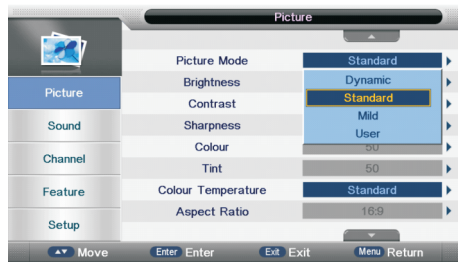 Picture
Picture Mode Standard
Brightness Dynamic
Picture
Contrast Standard
Mild
Sound Sharpness
User
Colour 50
Channel
Tint 50
Feature Colour Temperature Standard
Aspect Ratio 16:9
Setup
Move Enter Enter Exit Exit Menu Return